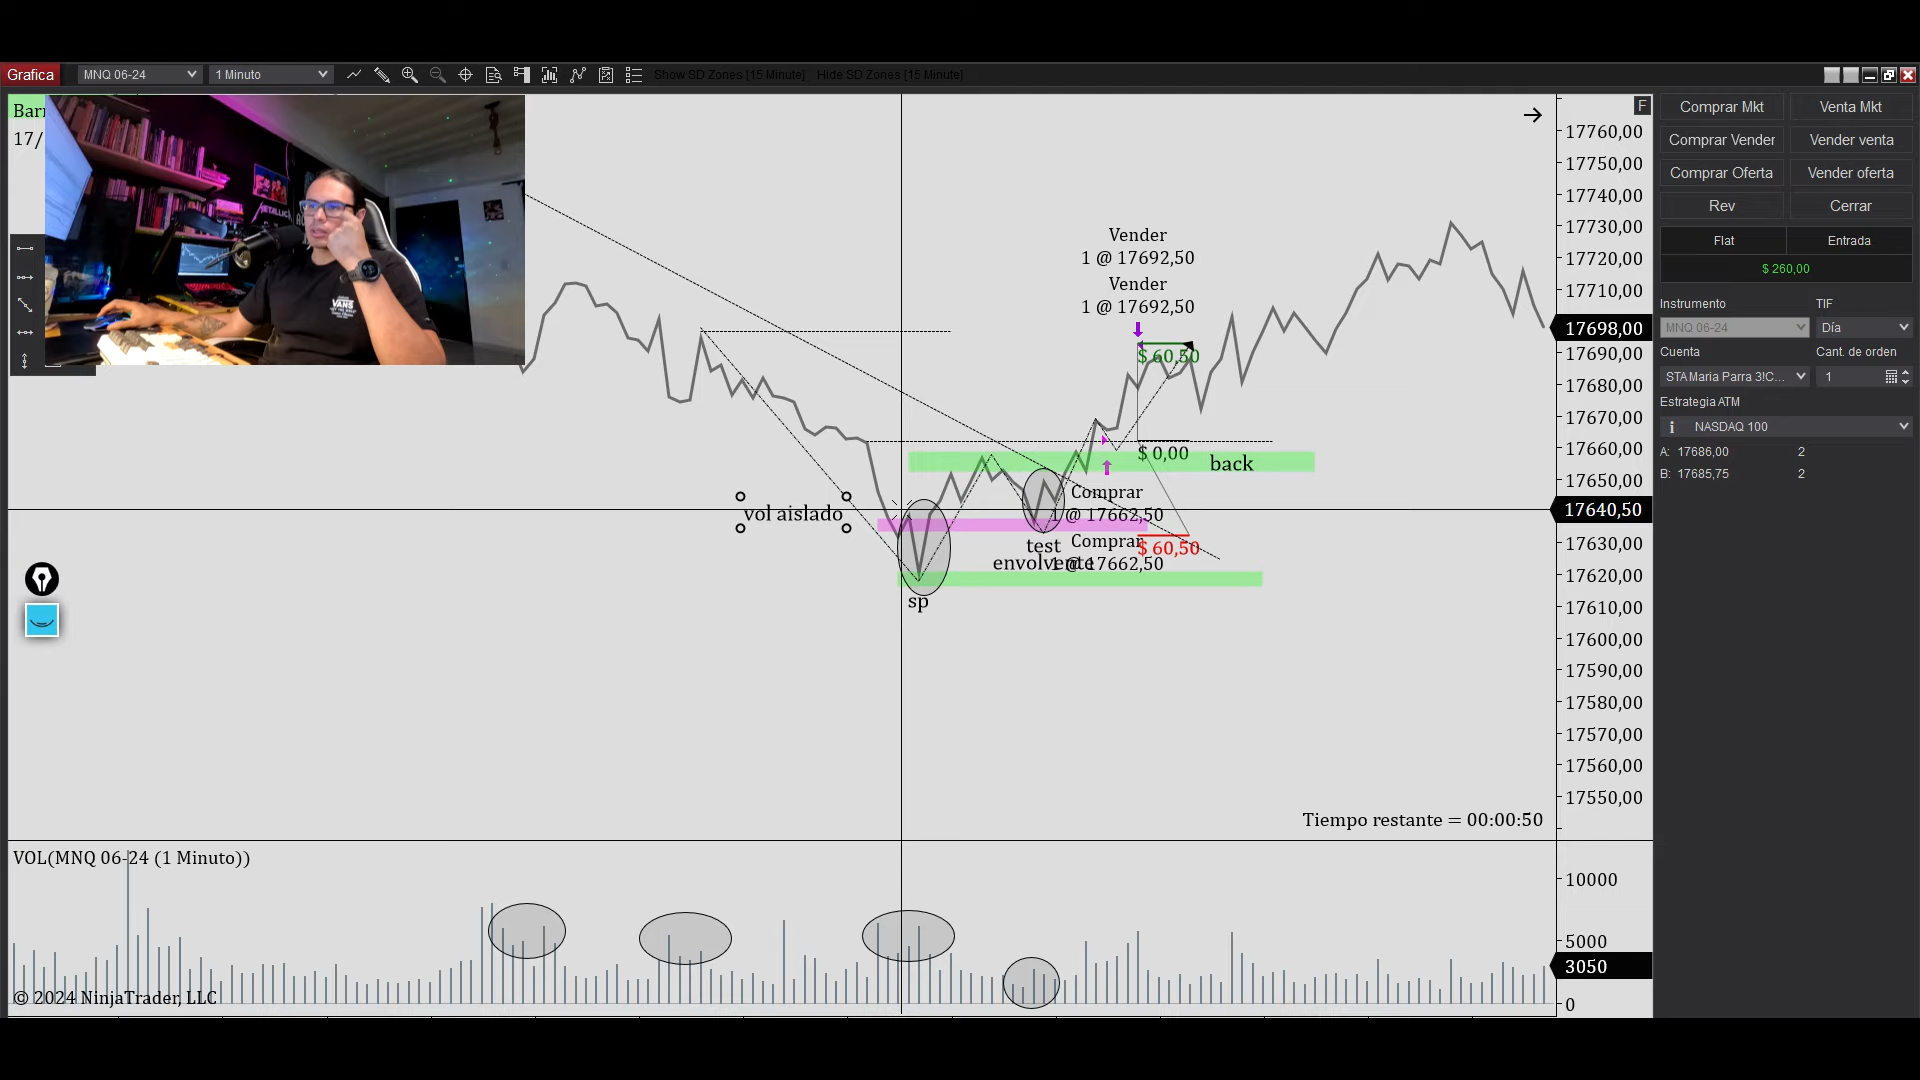 Grafica
MNQ 06-24
1 Minuto
Show SD Zones [15 Minute]
Hide SD Zones [15 Minute]
17/
METALLICA
VANS
F
Vender
1 @ 17692,50
Vender
1 @ 17692,50
$ 60,50
$ 0,00
back
vol aislado
Comprar
1 @ 17662,50
test
Comprar
$ 60,50
envolvente
1 @ 17662,50
sp
Tiempo restante = 00:00:50
17760,00
17750,00
17740,00
17730,00
17720,00
17710,00
17698,00
17690,00
17680,00
17670,00
17660,00
17650,00
17640,50
17630,00
17620,00
17610,00
17600,00
17590,00
17580,00
17570,00
17560,00
17550,00
VOL(MNQ 06-24 (1 Minuto))
10000
5000
3050
0
© 2024 NinjaTrader, LLC
Comprar Mkt
Venta Mkt
Comprar Vender
Vender venta
Comprar Oferta
Vender oferta
Rev
Cerrar
Flat
Entrada
$ 260,00
Instrumento
TIF
MNQ 06-24
Día
Cuenta
Cant. de orden
STAMaria Parra 3!C...
1
Estrategia ATM
NASDAQ 100
A: 17686,00 2
B: 17685,75 2